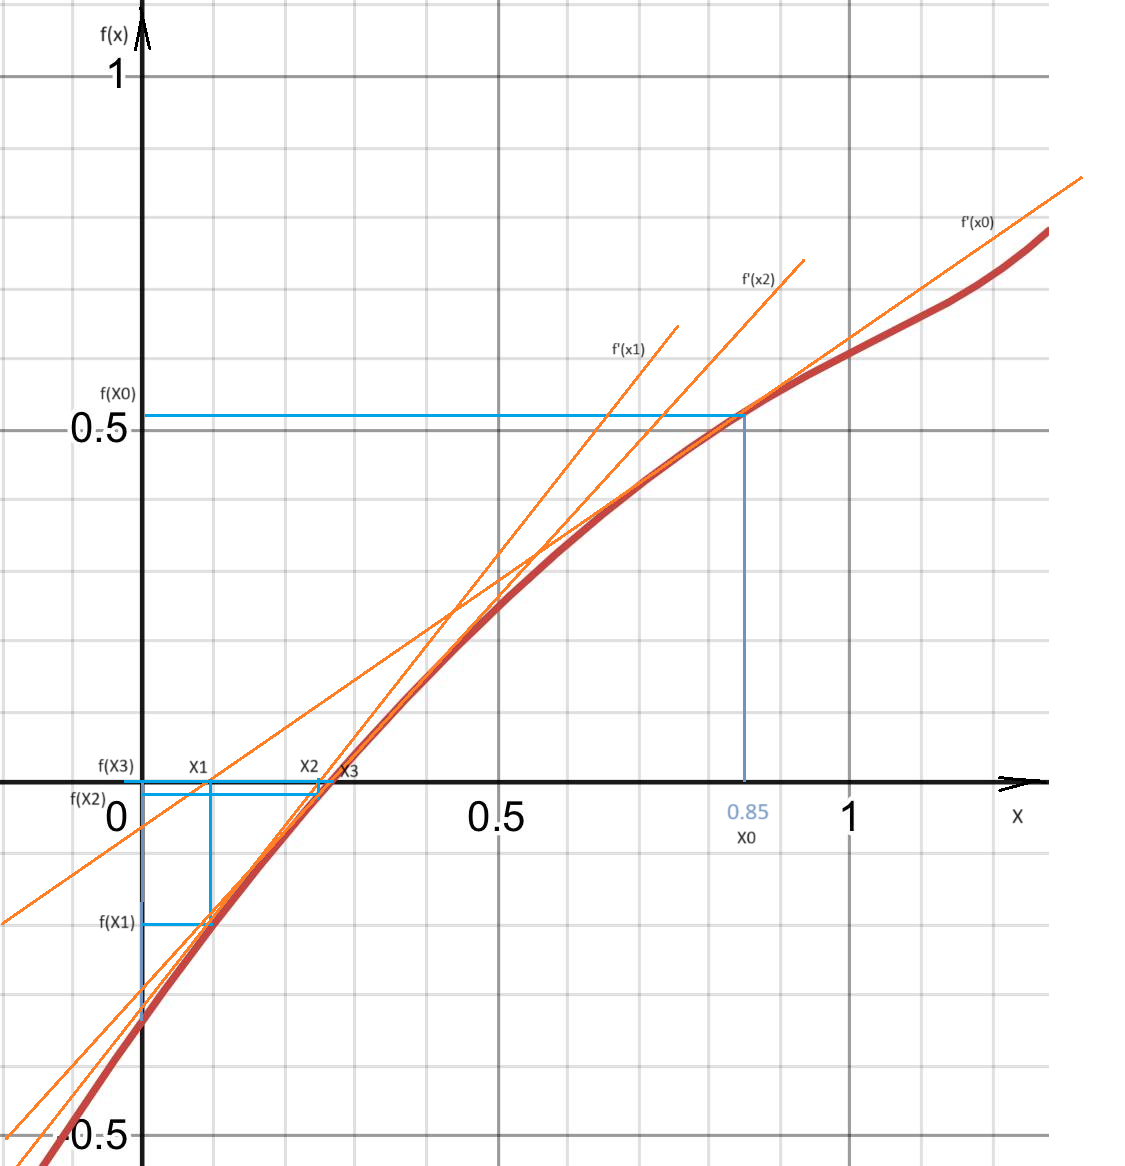 f(x)
1
f'(x0)
f'(x2)
f'(x1)
f(X0)
0.5
f(X3)
X1
X2
X3
f(X2)
0
0.5
0.85
1
X
X0
f(X1)
-0.5